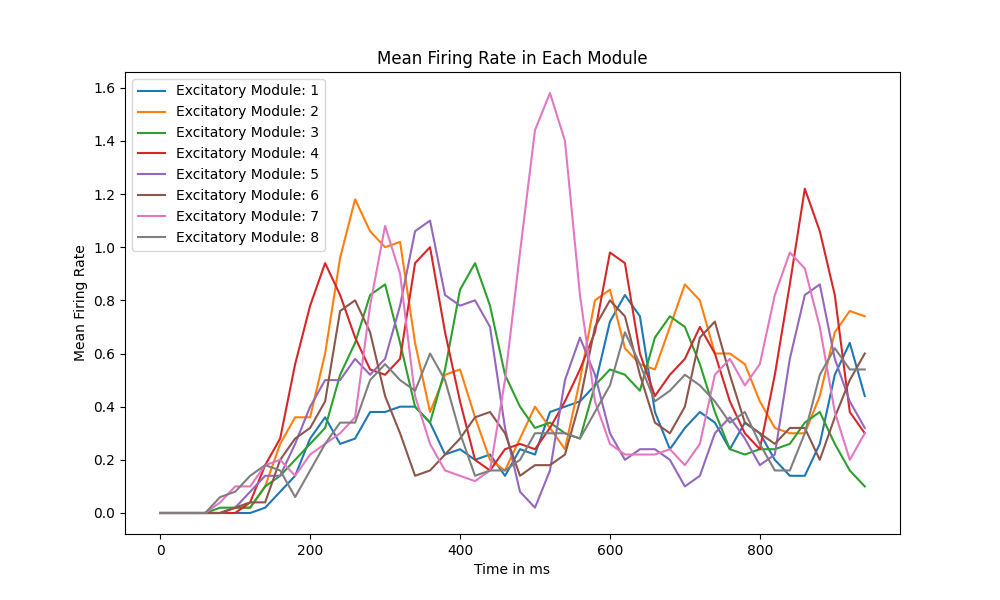 Mean Firing Rate in Each Module
Mean Firing Rate
1.6
1.4
1.2
1.0
0.8
0.6
0.4
0.2
0.0
Excitatory Module: 1
Excitatory Module: 2
Excitatory Module: 3
Excitatory Module: 4
Excitatory Module: 5
Excitatory Module: 6
Excitatory Module: 7
Excitatory Module: 8
0 200 400 600 800
Time in ms